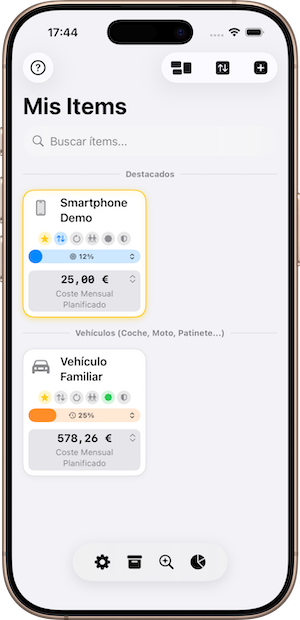 17:44
Mis Items
Buscar ítems...
Destacados
Smartphone
Demo
12%
25,00 €
Coste Mensual
Planificado
Vehículos (Coche, Moto, Patinete...)
Vehículo
Familiar
25%
578,26 €
Coste Mensual
Planificado